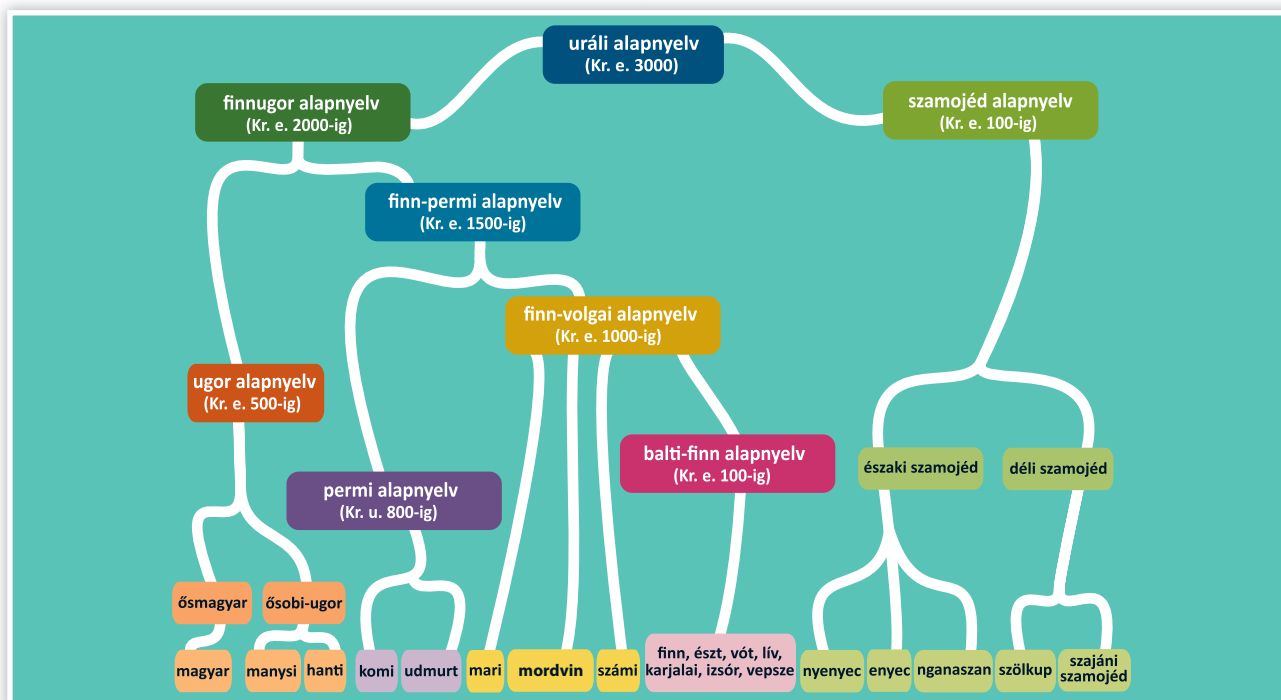 uráli alapnyelv
(Kr. e. 3000)
finnugor alapnyelv
(Kr. e. 2000-ig)
szamojéd alapnyelv
(Kr. e. 100-ig)
finn-permi alapnyelv
(Kr. e. 1500-ig)
finn-volgai alapnyelv
(Kr. e. 1000-ig)
ugor alapnyelv
(Kr. e. 500-ig)
balti-finn alapnyelv
(Kr. e. 100-ig)
északi szamojéd
déli szamojéd
permi alapnyelv
(Kr. u. 800-ig)
ősmagyar
ősobi-ugor
magyar
manysi
hanti
komi
udmurt
mari
mordvin
számi
finn, észt, vót, lív,
karjalai, izsór, vepsze
nyenyec
enyec
nganaszan
szölkup
szajáni
szamojéd